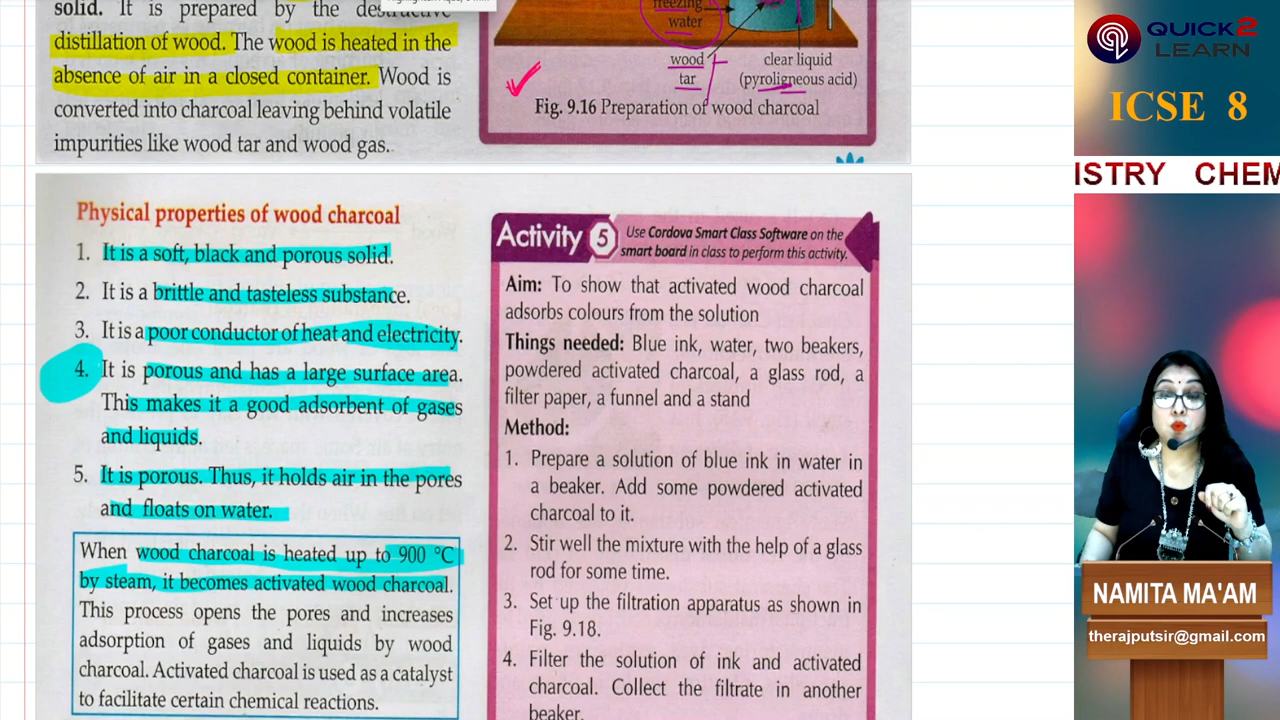 solid. It is prepared by the destructive
distillation of wood. The wood is heated in the
absence of air in a closed container. Wood is
converted into charcoal leaving behind volatile
impurities like wood tar and wood gas.
freezing
water
wood
tar
clear liquid
(pyroligneous acid)
Fig. 9.16 Preparation of wood charcoal
Physical properties of wood charcoal
1. It is a soft, black and porous solid.
2. It is a brittle and tasteless substance.
3. It is a poor conductor of heat and electricity.
4. It is porous and has a large surface area.
This makes it a good adsorbent of gases
and liquids.
5. It is porous. Thus, it holds air in the pores
and floats on water.
When wood charcoal is heated up to 900 °C
by steam, it becomes activated wood charcoal.
This process opens the pores and increases
adsorption of gases and liquids by wood
charcoal. Activated charcoal is used as a catalyst
to facilitate certain chemical reactions.
Activity 5
Use Cordova Smart Class Software on the
smart board in class to perform this activity.
Aim: To show that activated wood charcoal
adsorbs colours from the solution
Things needed: Blue ink, water, two beakers,
powdered activated charcoal, a glass rod, a
filter paper, a funnel and a stand
Method:
1. Prepare a solution of blue ink in water in
a beaker. Add some powdered activated
charcoal to it.
2. Stir well the mixture with the help of a glass
rod for some time.
3. Set up the filtration apparatus as shown in
Fig. 9.18.
4. Filter the solution of ink and activated
charcoal. Collect the filtrate in another
beaker.
QUICK2
LEARN
ICSE 8
ISTRY CHEM
NAMITA MA'AM
therajputsir@gmail.com